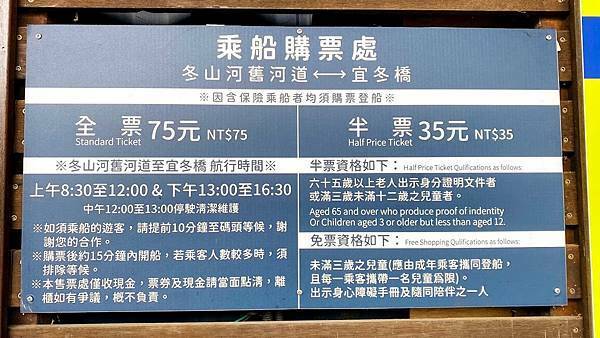 乘船購票處
冬山河舊河道⟷宜冬橋
※因含保險乘船者均須購票登船※
全 票 75元 NT$75
Standard Ticket
半 票 35元 NT$35
Half Price Ticket
※冬山河舊河道至宜冬橋 航行時間※
上午8:30至12:00 & 下午13:00至16:30
中午12:00至13:00停駛清潔維護
※如須乘船的遊客，請提前10分鐘至碼頭等候，謝
謝您的合作。
※購票後約15分鐘內開船，若乘客人數較多時，須
排隊等候。
※本售票處僅收現金，票券及現金請當面點清，離
櫃如有爭議，概不負責。
半票資格如下： Half Price Ticket Qulifications as follows:
六十五歲以上老人出示身分證明文件者
或滿三歲未滿十二歲之兒童者。
Aged 65 and over who produce proof of indentity
Or Children aged 3 or older but less than aged 12.
免票資格如下： Free Shopping Qulifications as follows:
未滿三歲之兒童(應由成年乘客攜同登船，
且每一乘客攜帶一名兒童爲限)。
出示身心障礙手冊及隨同陪伴之一人